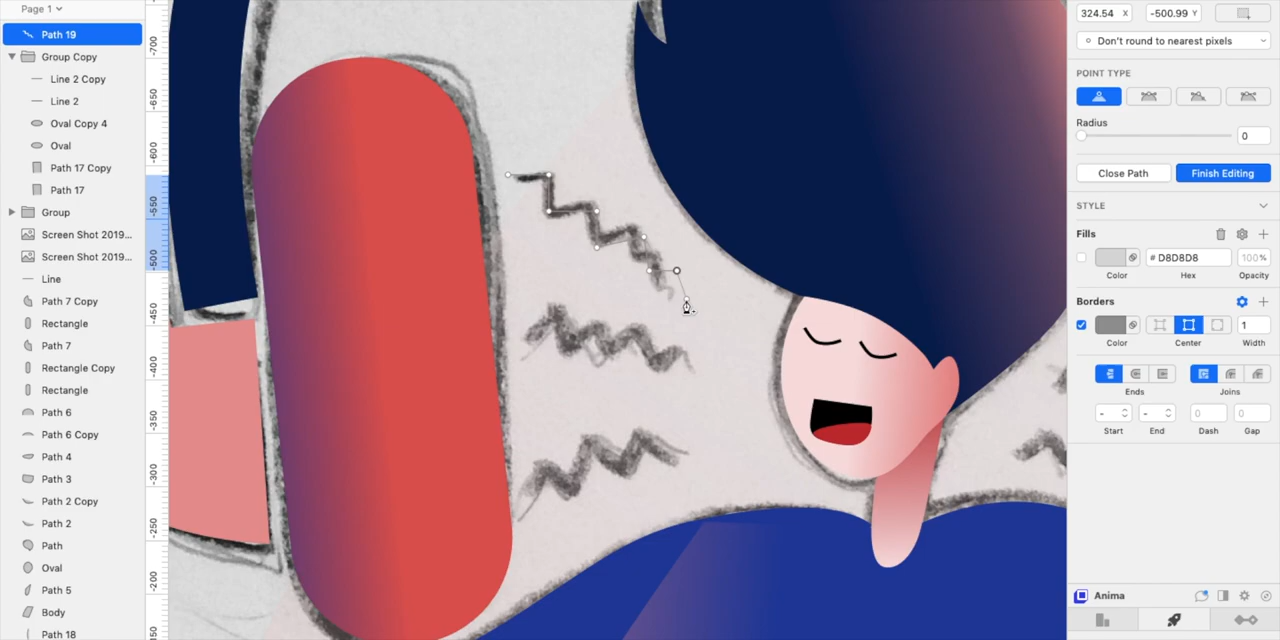 Page 1
Path 19
Group Copy
Line 2 Copy
Line 2
Oval Copy 4
Oval
Path 17 Copy
Path 17
Group
Screen Shot 2019...
Screen Shot 2019...
Line
Path 7 Copy
Rectangle
Path 7
Rectangle Copy
Rectangle
Path 6
Path 6 Copy
Path 4
Path 3
Path 2 Copy
Path 2
Path
Oval
Path 5
Body
Path 18
-700
-650
-600
-550
-500
-450
-400
-350
-300
-250
-200
-150
324.54 X -500.99 Y
Don't round to nearest pixels
POINT TYPE
Radius
0
Close Path Finish Editing
STYLE
Fills
# D8D8D8 100%
Color Hex Opacity
Borders
1
Color Center Width
Ends Joins
- - 0 0
Start End Dash Gap
Anima